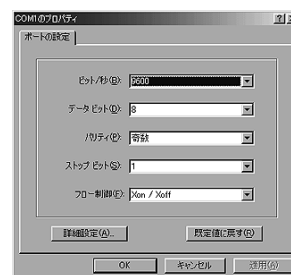 COM1のプロパティ
ポートの設定
ビット/秒(B): 9600
データ ビット(D): 8
パリティ(P): 奇数
ストップ ビット(S): 1
フロー制御(F): Xon / Xoff
詳細設定(A)... 既定値に戻す(R)
OK キャンセル 適用(A)